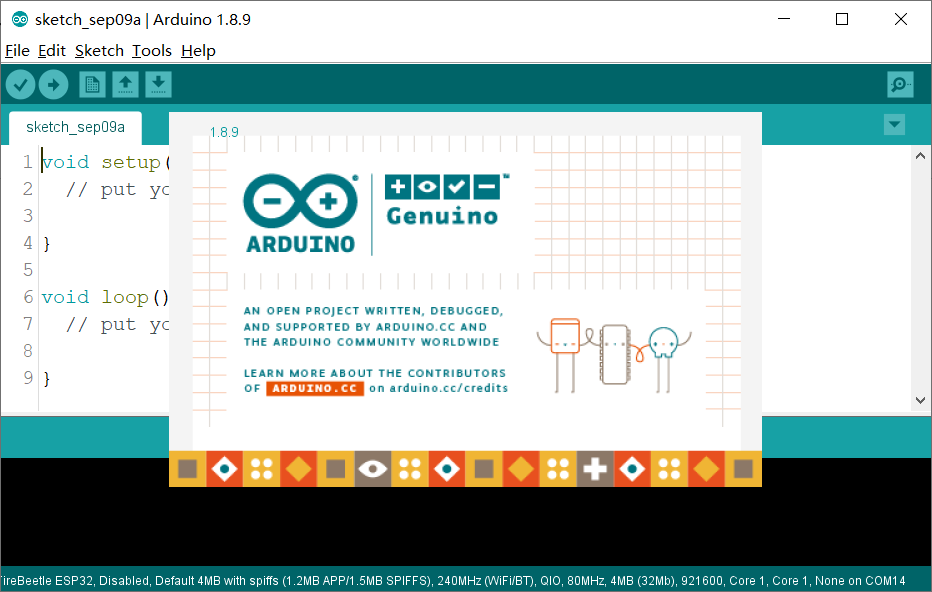 sketch_sep09a | Arduino 1.8.9
File Edit Sketch Tools Help
sketch_sep09a
1 void setup(
2 // put yo
3
4 }
5
6 void loop()
7 // put yo
8
9 }
1.8.9
ARDUINO
Genuino ™
AN OPEN PROJECT WRITTEN, DEBUGGED,
AND SUPPORTED BY ARDUINO.CC AND
THE ARDUINO COMMUNITY WORLDWIDE
LEARN MORE ABOUT THE CONTRIBUTORS
OF ARDUINO.CC on arduino.cc/credits
ireBeetle ESP32, Disabled, Default 4MB with spiffs (1.2MB APP/1.5MB SPIFFS), 240MHz (WiFi/BT), QIO, 80MHz, 4MB (32Mb), 921600, Core 1, Core 1, None on COM14